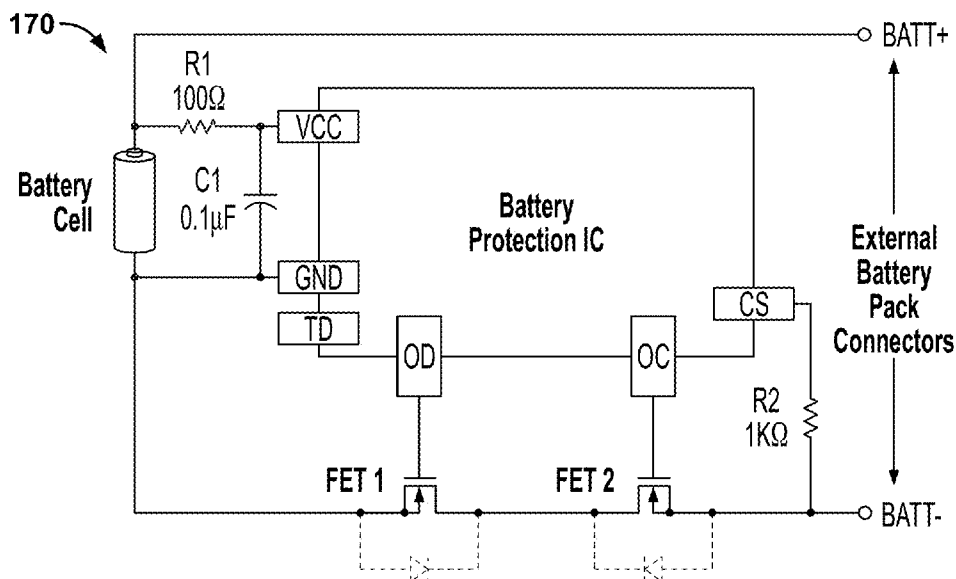 170
BATT+
R1
100Ω
VCC
Battery
Cell
C1
0.1µF
Battery
Protection IC
External
Battery
Pack
Connectors
GND
TD
CS
OD
OC
R2
1KΩ
FET 1
FET 2
BATT-